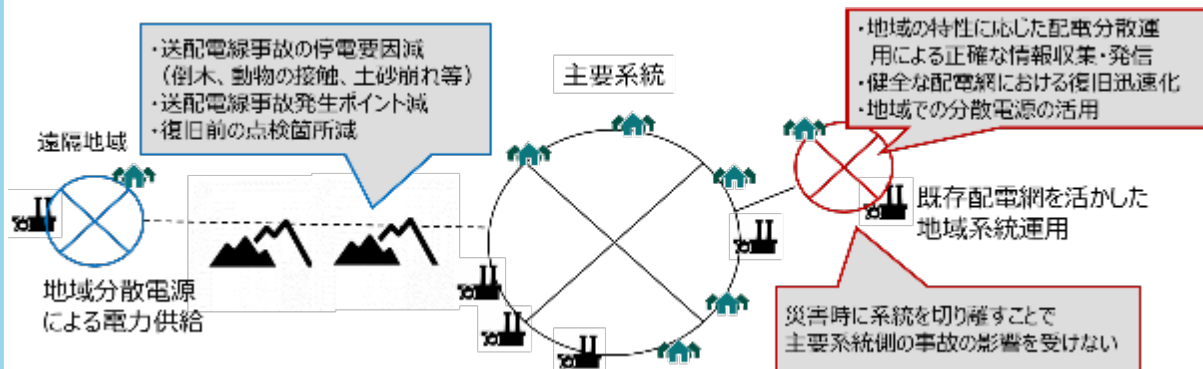 ・送配電線事故の停電要因減
（倒木、動物の接触、土砂崩れ等）
・送配電線事故発生ポイント減
・復旧前の点検箇所減
主要系統
・地域の特性に応じた配電分散運
用による正確な情報収集・発信
・健全な配電網における復旧迅速化
・地域での分散電源の活用
遠隔地域
地域分散電源
による電力供給
既存配電網を活かした
地域系統運用
災害時に系統を切り離すことで
主要系統側の事故の影響を受けない